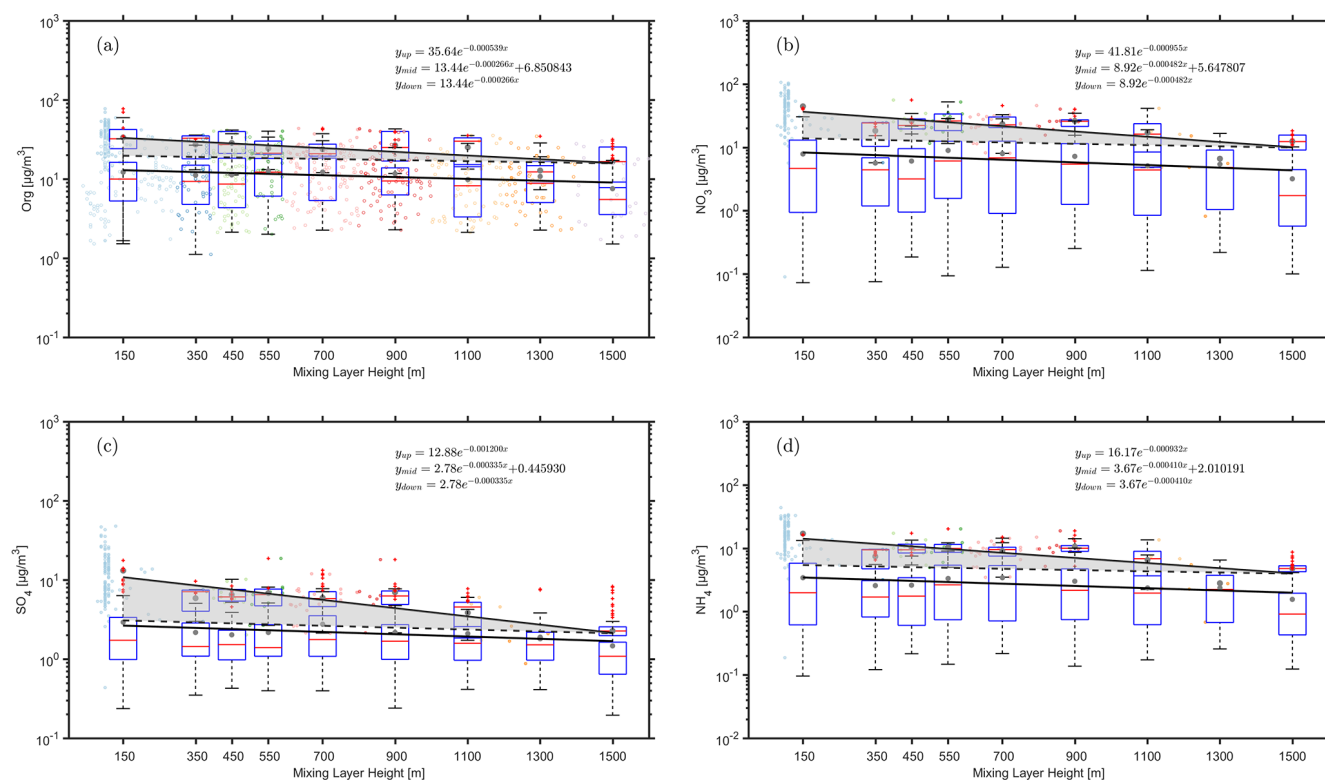 (a)
y_up = 35.64e^{-0.000539x}
y_mid = 13.44e^{-0.000266x}+6.850843
y_down = 13.44e^{-0.000266x}
10^3
10^2
10^1
10^0
10^{-1}
Org [µg/m^3]
150 350 450 550 700 900 1100 1300 1500
Mixing Layer Height [m]
(b)
y_up = 41.81e^{-0.000955x}
y_mid = 8.92e^{-0.000482x}+5.647807
y_down = 8.92e^{-0.000482x}
10^3
10^2
10^1
10^0
10^{-1}
10^{-2}
NO_3 [µg/m^3]
150 350 450 550 700 900 1100 1300 1500
Mixing Layer Height [m]
(c)
y_up = 12.88e^{-0.001200x}
y_mid = 2.78e^{-0.000335x}+0.445930
y_down = 2.78e^{-0.000335x}
10^3
10^2
10^1
10^0
10^{-1}
SO_4 [µg/m^3]
150 350 450 550 700 900 1100 1300 1500
Mixing Layer Height [m]
(d)
y_up = 16.17e^{-0.000932x}
y_mid = 3.67e^{-0.000410x}+2.010191
y_down = 3.67e^{-0.000410x}
10^3
10^2
10^1
10^0
10^{-1}
10^{-2}
NH_4 [µg/m^3]
150 350 450 550 700 900 1100 1300 1500
Mixing Layer Height [m]